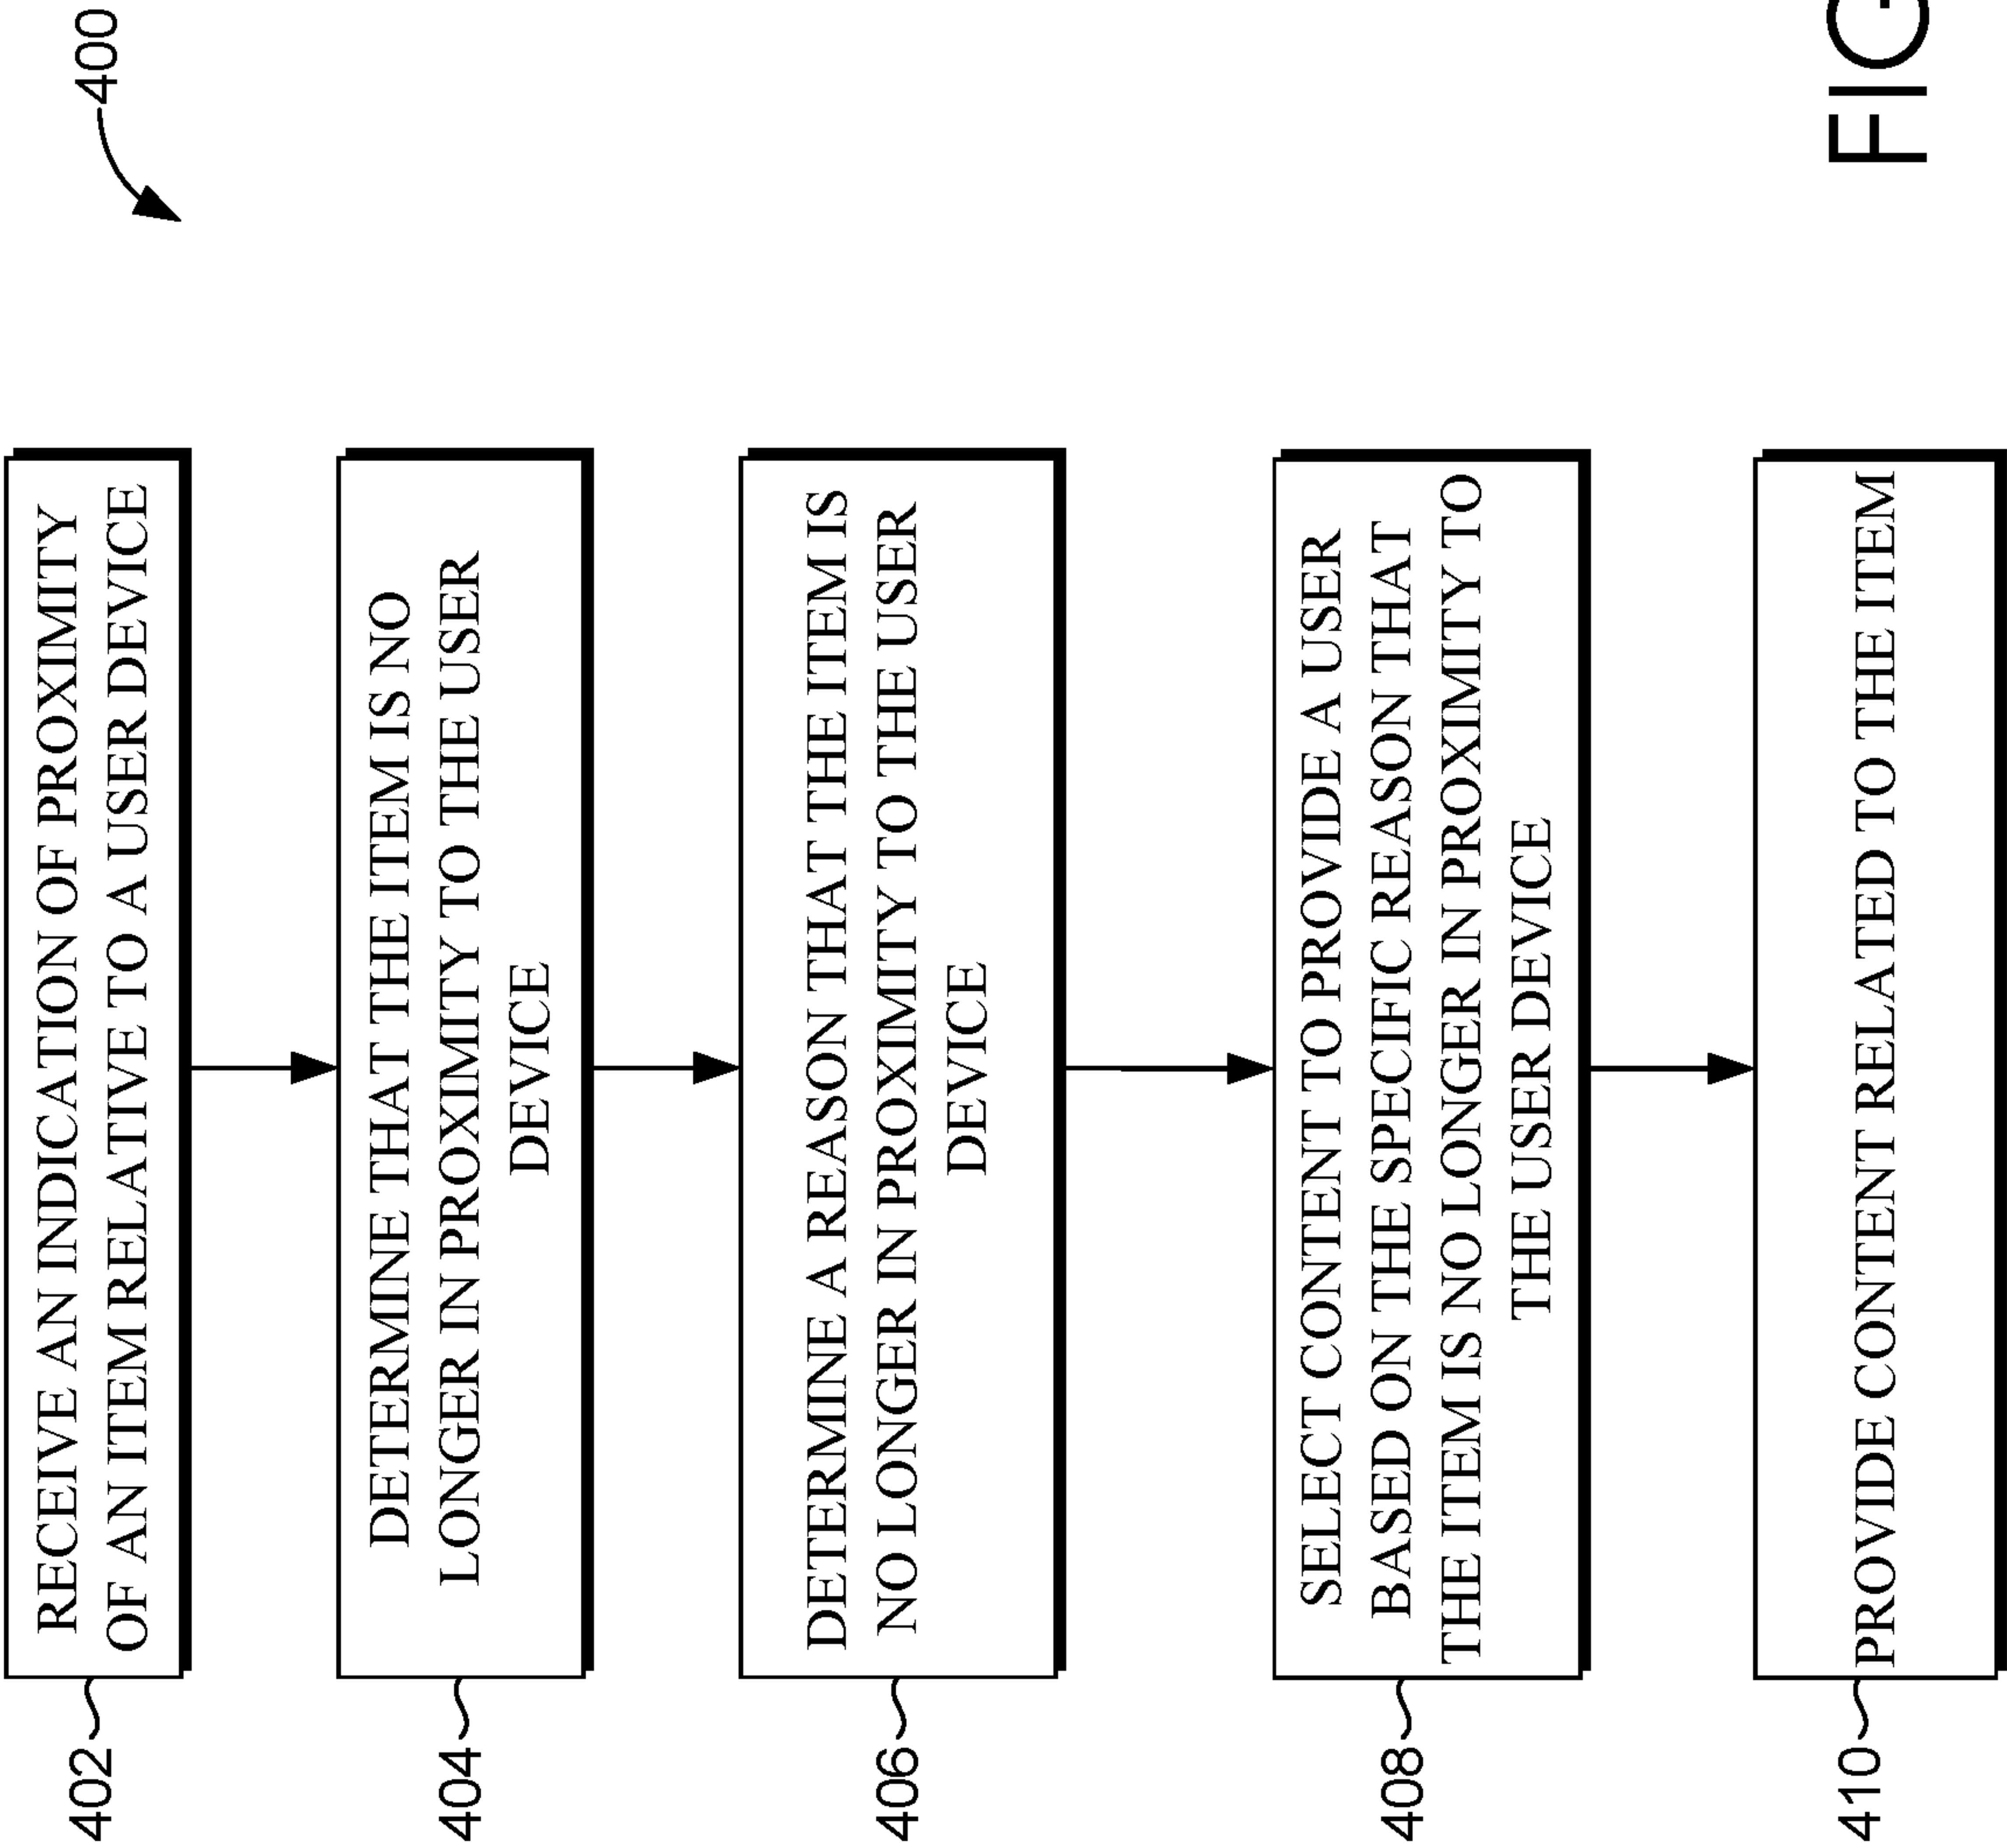 400
402
RECEIVE AN INDICATION OF PROXIMITY
OF AN ITEM RELATIVE TO A USER DEVICE
404
DETERMINE THAT THE ITEM IS NO
LONGER IN PROXIMITY TO THE USER
DEVICE
406
DETERMINE A REASON THAT THE ITEM IS
NO LONGER IN PROXIMITY TO THE USER
DEVICE
408
SELECT CONTENT TO PROVIDE A USER
BASED ON THE SPECIFIC REASON THAT
THE ITEM IS NO LONGER IN PROXIMITY TO
THE USER DEVICE
410
PROVIDE CONTENT RELATED TO THE ITEM